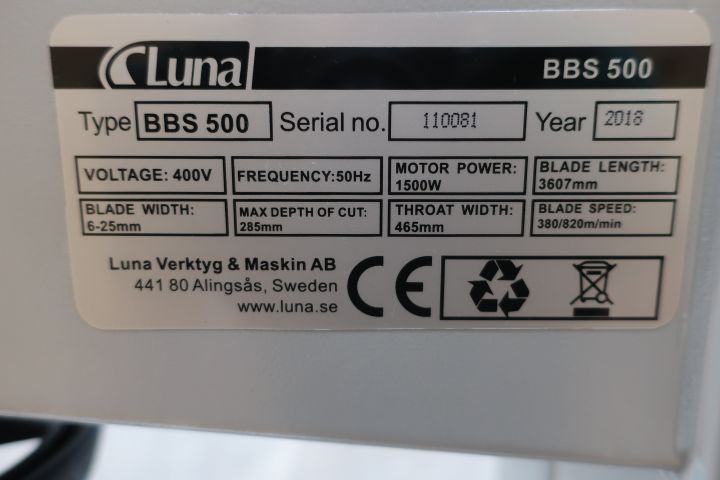 Luna BBS 500
Type BBS 500 Serial no. 110081 Year 2018
VOLTAGE: 400V FREQUENCY:50Hz MOTOR POWER: 1500W BLADE LENGTH: 3607mm
BLADE WIDTH: 6-25mm MAX DEPTH OF CUT: 285mm THROAT WIDTH: 465mm BLADE SPEED: 380/820m/min
Luna Verktyg & Maskin AB
441 80 Alingsås, Sweden
www.luna.se
CE